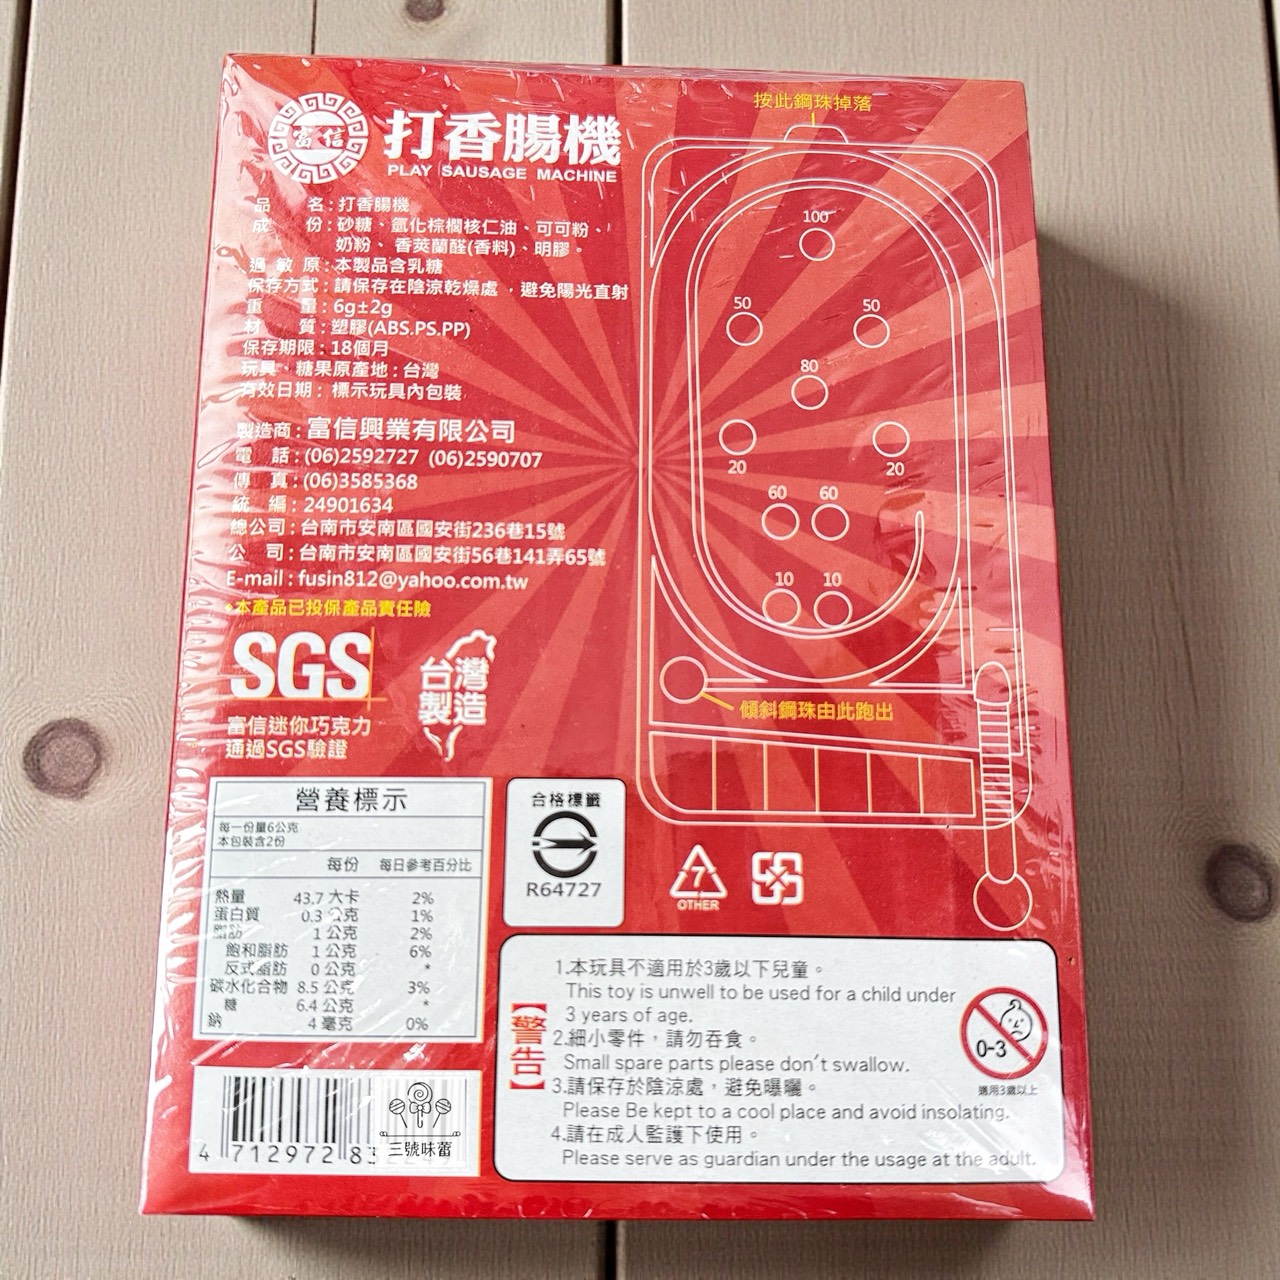 富信
打香腸機
PLAY SAUSAGE MACHINE
品 名：打香腸機
成 份：砂糖、氫化棕櫚核仁油、可可粉、
奶粉、香莢蘭醛(香料)、明膠。
過 敏 原：本製品含乳糖
保存方式：請保存在陰涼乾燥處，避免陽光直射
重 量：6g±2g
材 質：塑膠(ABS.PS.PP)
保存期限：18個月
玩具、糖果原產地：台灣
有效日期：標示玩具內包裝
製造商：富信興業有限公司
電 話：(06)2592727 (06)2590707
傳 真：(06)3585368
統 編：24901634
總公司：台南市安南區國安街236巷15號
公 司：台南市安南區國安街56巷141弄65號
E-mail：fusin812@yahoo.com.tw
*本產品已投保產品責任險
SGS
富信迷你巧克力
通過SGS驗證
台灣
製造
按此鋼珠掉落
100
50 50
80
20 20
60 60
10 10
傾斜鋼珠由此跑出
營養標示
每一份量6公克
本包裝含2份
每份 每日參考百分比
熱量 43.7 大卡 2%
蛋白質 0.3 公克 1%
脂肪 1 公克 2%
飽和脂肪 1 公克 6%
反式脂肪 0 公克 *
碳水化合物 8.5 公克 3%
糖 6.4 公克 *
鈉 4 毫克 0%
合格標籤
R64727
7
OTHER
【警告】
1.本玩具不適用於3歲以下兒童。
This toy is unwell to be used for a child under
3 years of age.
2.細小零件，請勿吞食。
Small spare parts please don't swallow.
3.請保存於陰涼處，避免曝曬。
Please Be kept to a cool place and avoid insolating.
4.請在成人監護下使用。
Please serve as guardian under the usage at the adult.
0-3
適用3歲以上
4 712972 83
三號味蕾